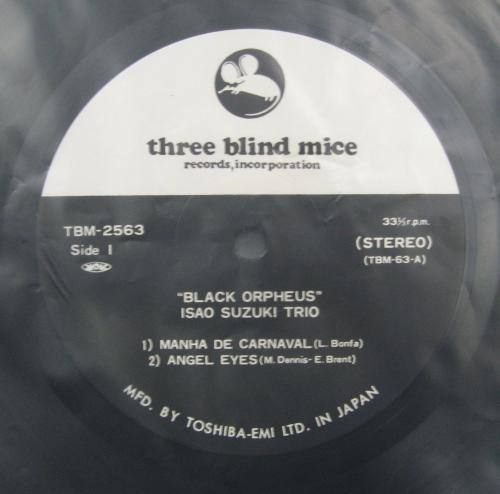 three blind mice
records, incorporation
TBM-2563
Side 1
33⅓ r.p.m.
(STEREO)
(TBM-63-A)
"BLACK ORPHEUS"
ISAO SUZUKI TRIO
1) MANHA DE CARNAVAL (L. Bonfa)
2) ANGEL EYES (M. Dennis-E. Brent)
MFD. BY TOSHIBA-EMI LTD. IN JAPAN